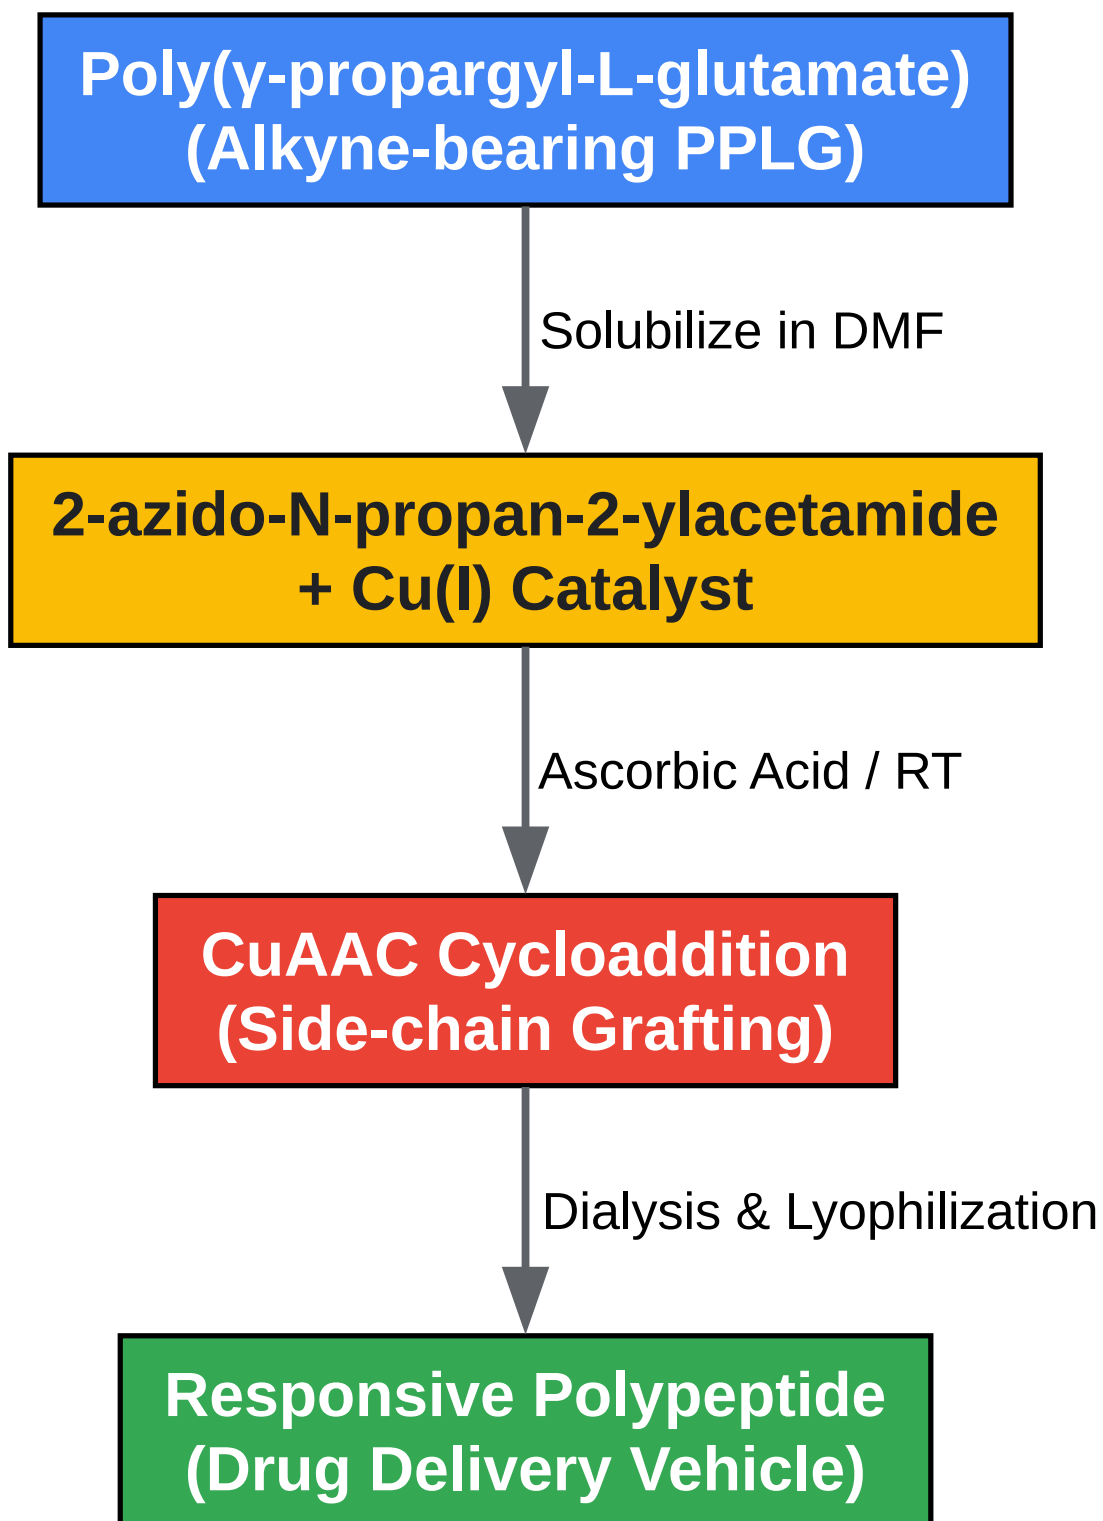 Poly(γ-propargyl-L-glutamate)
(Alkyne-bearing PPLG)
Solubilize in DMF
2-azido-N-propan-2-ylacetamide
+ Cu(I) Catalyst
Ascorbic Acid / RT
CuAAC Cycloaddition
(Side-chain Grafting)
Dialysis & Lyophilization
Responsive Polypeptide
(Drug Delivery Vehicle)